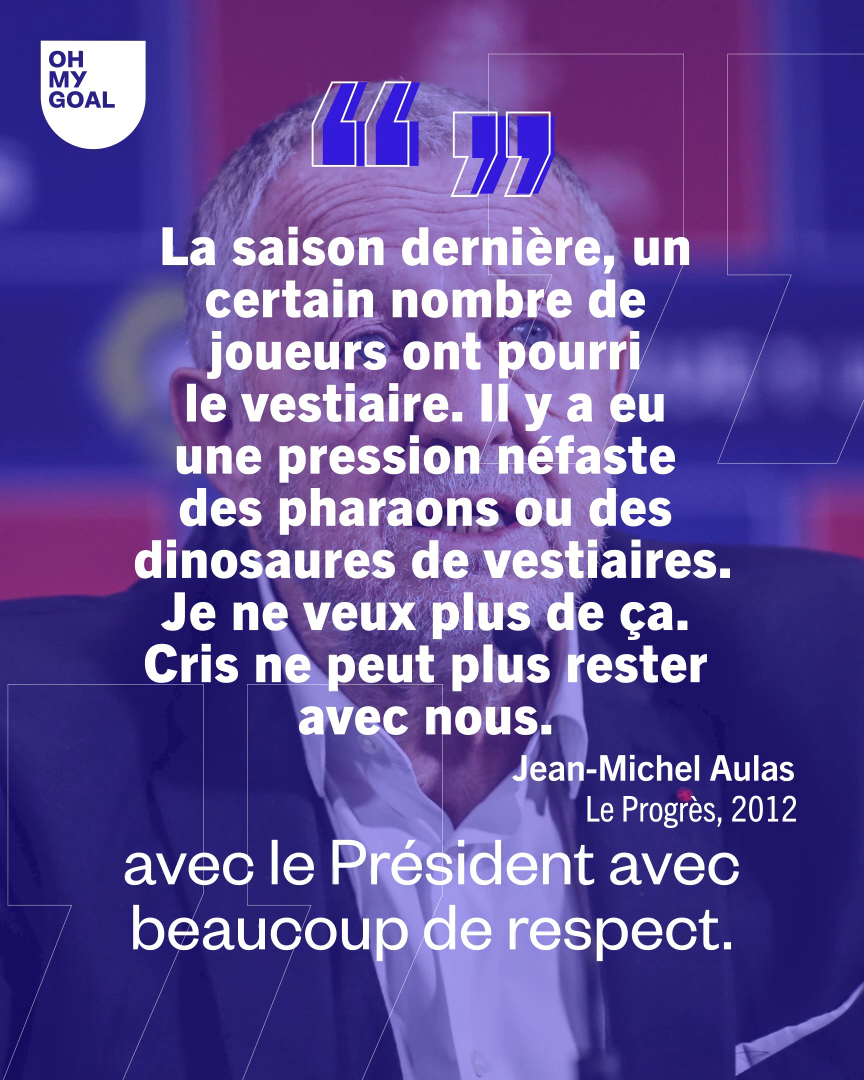 OH
MY
GOAL
“ ”
La saison dernière, un
certain nombre de
joueurs ont pourri
le vestiaire. Il y a eu
une pression néfaste
des pharaons ou des
dinosaures de vestiaires.
Je ne veux plus de ça.
Cris ne peut plus rester
avec nous.
Jean-Michel Aulas
Le Progrès, 2012
avec le Président avec
beaucoup de respect.